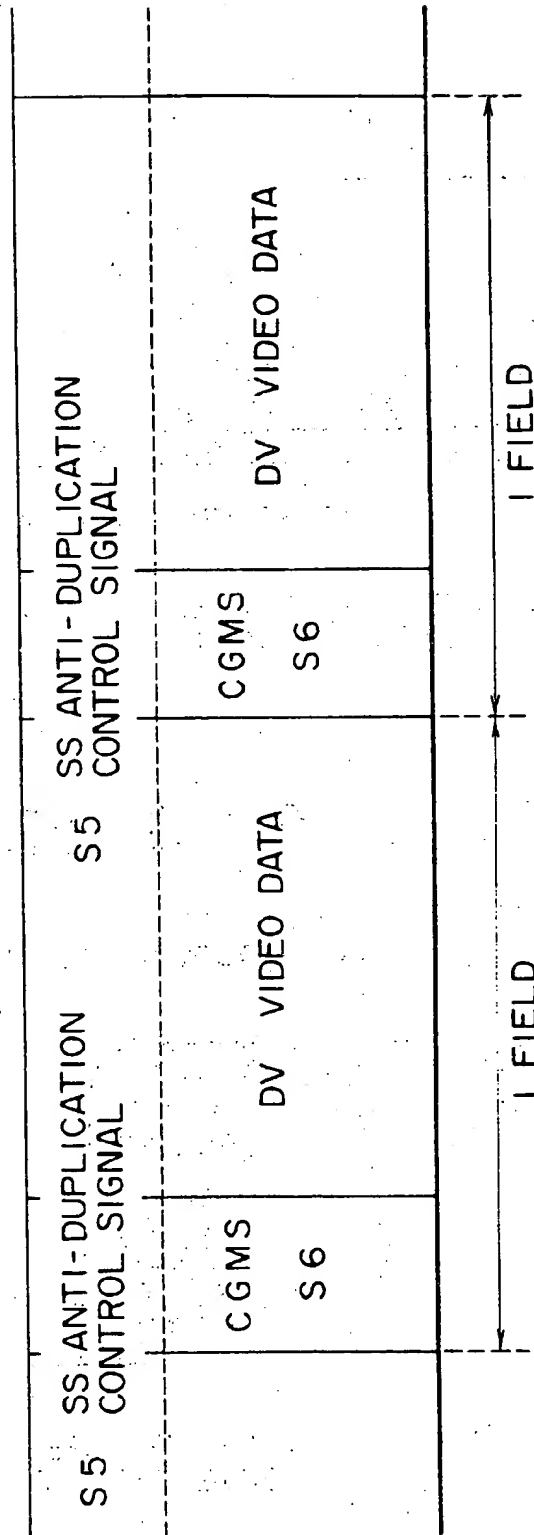 S5 SS ANTI-DUPLICATION
CONTROL SIGNAL
S5 SS ANTI-DUPLICATION
CONTROL SIGNAL
CGMS
S6
DV VIDEO DATA
CGMS
S6
DV VIDEO DATA
1 FIELD
1 FIELD